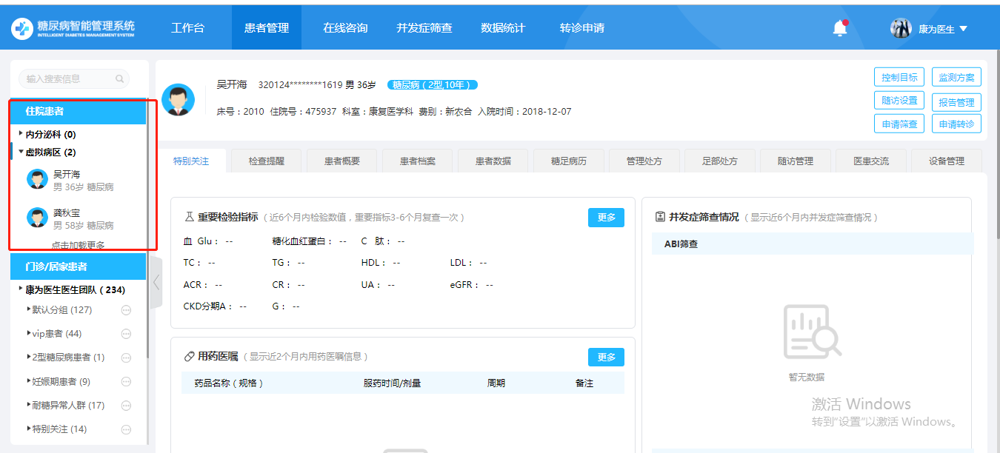 糖尿病智能管理系统
INTELLIGENT DIABETES MANAGEMENT SYSTEM
工作台 患者管理 在线咨询 并发症筛查 数据统计 转诊申请
康为医生
输入搜索信息
住院患者
内分泌科 (0)
虚拟病区 (2)
吴开海
男 36岁 糖尿病
龚秋宝
男 58岁 糖尿病
点击加载更多
门诊/居家患者
康为医生医生团队 ( 234)
默认分组 (127)
vip患者 (44)
2型糖尿病患者 (1)
妊娠期患者 (9)
耐糖异常人群 (17)
特别关注 (14)
吴开海 320124********1619 男 36岁 糖尿病 ( 2型,10年 )
床号：2010 住院号：475937 科室：康复医学科 费别：新农合 入院时间：2018-12-07
控制目标 监测方案
随访设置 报告管理
申请筛查 申请转诊
特别关注 检查提醒 患者概要 患者档案 患者数据 糖足病历 管理处方 足部处方 随访管理 医患交流 设备管理
重要检验指标 ( 近6个月内检验数值，重要指标3-6个月复查一次 ) 更多
血 Glu： -- 糖化血红蛋白： -- C 肽： --
TC： -- TG： -- HDL： -- LDL： --
ACR： -- CR： -- UA： -- eGFR： --
CKD分期A： -- G： --
用药医嘱 ( 显示近2个月内用药医嘱信息 ) 更多
药品名称 ( 规格 ) 服药时间/剂量 周期 备注
并发症筛查情况 ( 显示近6个月内并发症筛查情况 )
ABI筛查
暂无数据
激活 Windows
转到"设置"以激活 Windows。